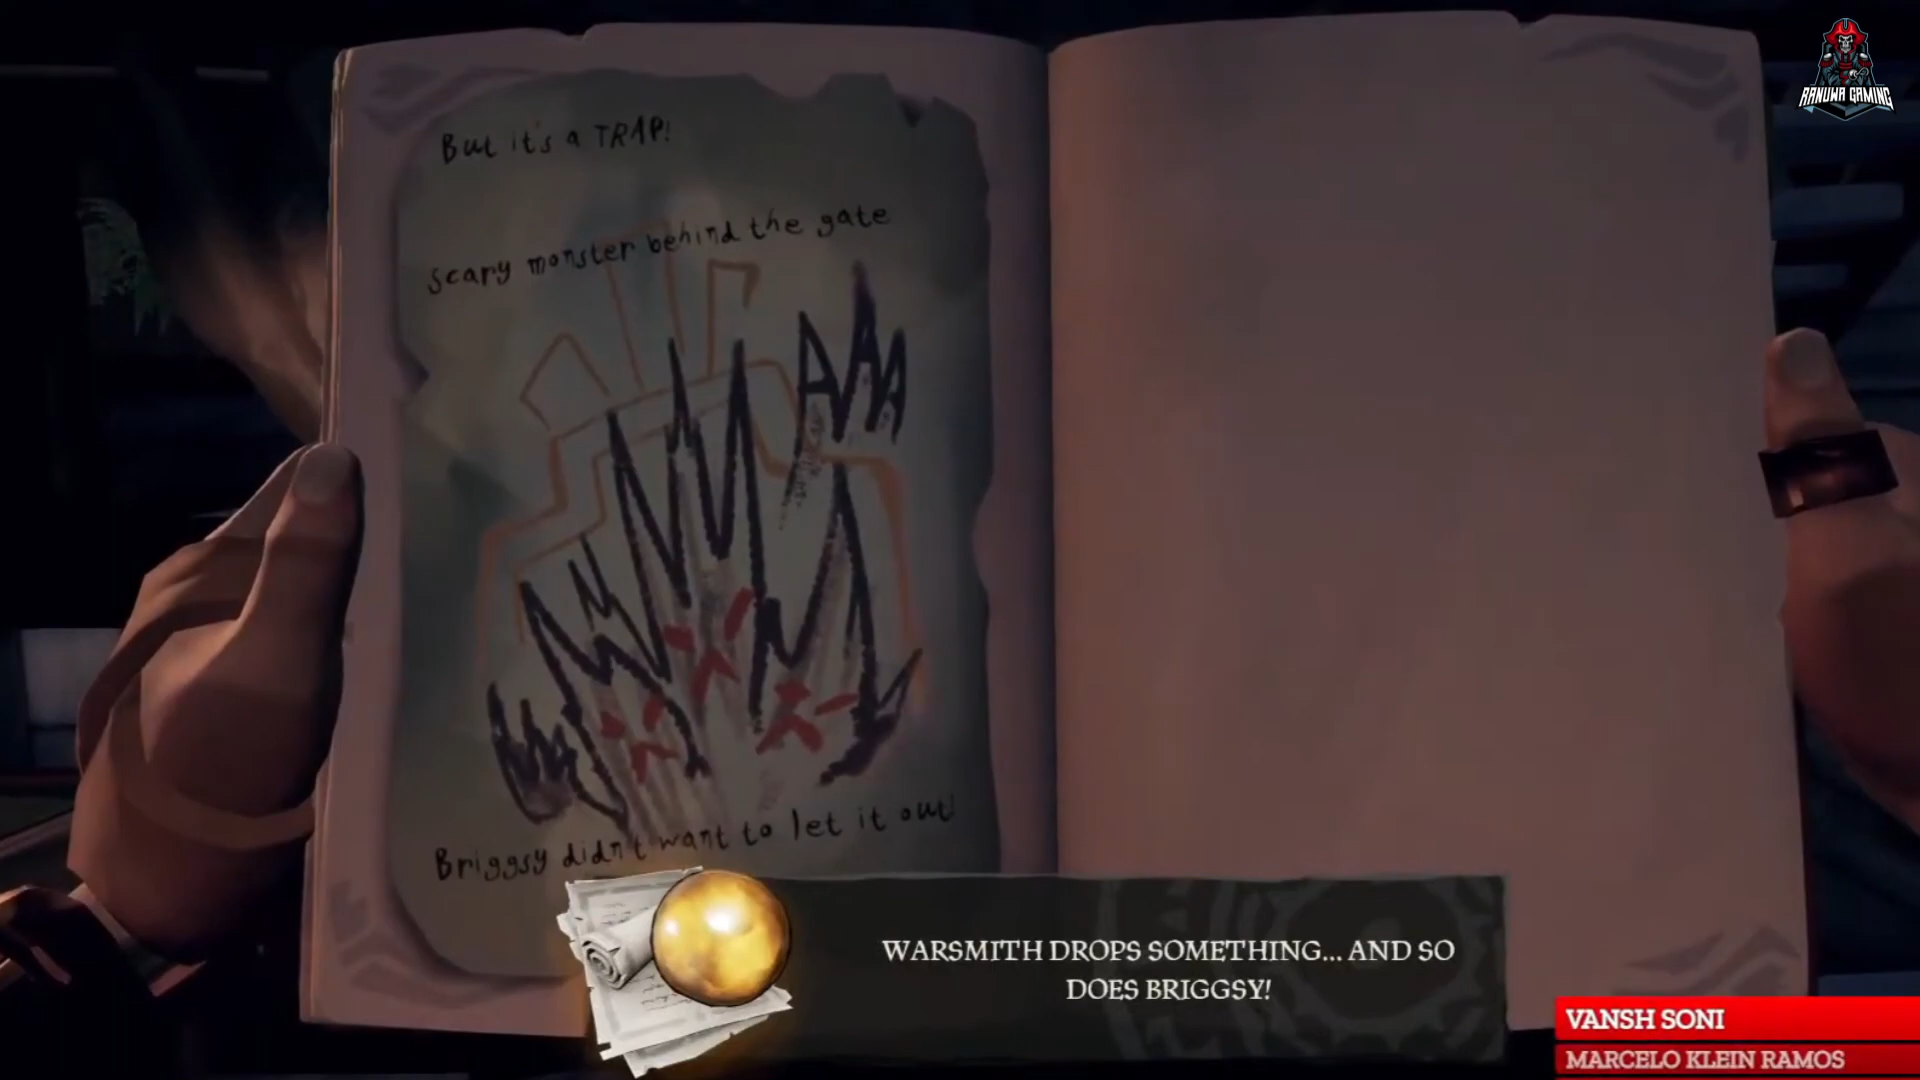 RANUWA GAMING
But it's a TRAP!
scary monster behind the gate
AAAA
Briggsy didn't want to let it out!
WARSMITH DROPS SOMETHING... AND SO
DOES BRIGGSY!
VANSH SONI
MARCELO KLEIN RAMOS